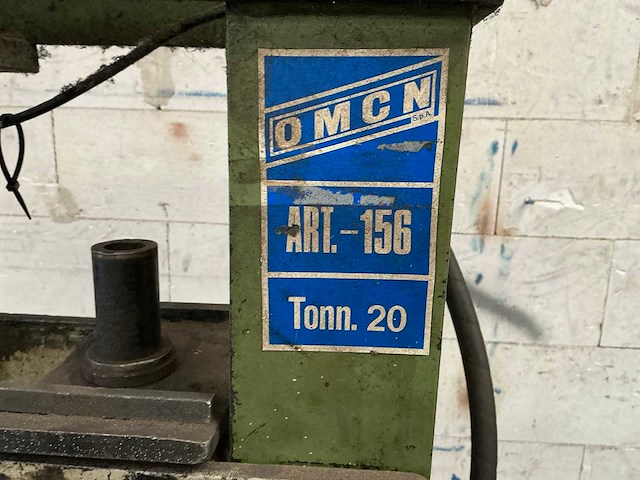 OMCN
S.p.A.
ART.-156
Tonn. 20